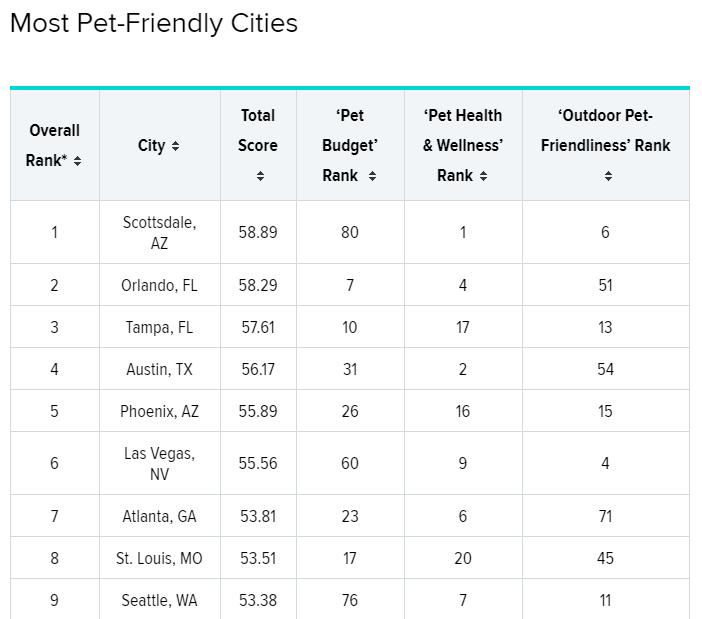 Most Pet-Friendly Cities
Overall Rank* City Total Score ‘Pet Budget’ Rank ‘Pet Health & Wellness’ Rank ‘Outdoor Pet-Friendliness’ Rank
1 Scottsdale, AZ 58.89 80 1 6
2 Orlando, FL 58.29 7 4 51
3 Tampa, FL 57.61 10 17 13
4 Austin, TX 56.17 31 2 54
5 Phoenix, AZ 55.89 26 16 15
6 Las Vegas, NV 55.56 60 9 4
7 Atlanta, GA 53.81 23 6 71
8 St. Louis, MO 53.51 17 20 45
9 Seattle, WA 53.38 76 7 11